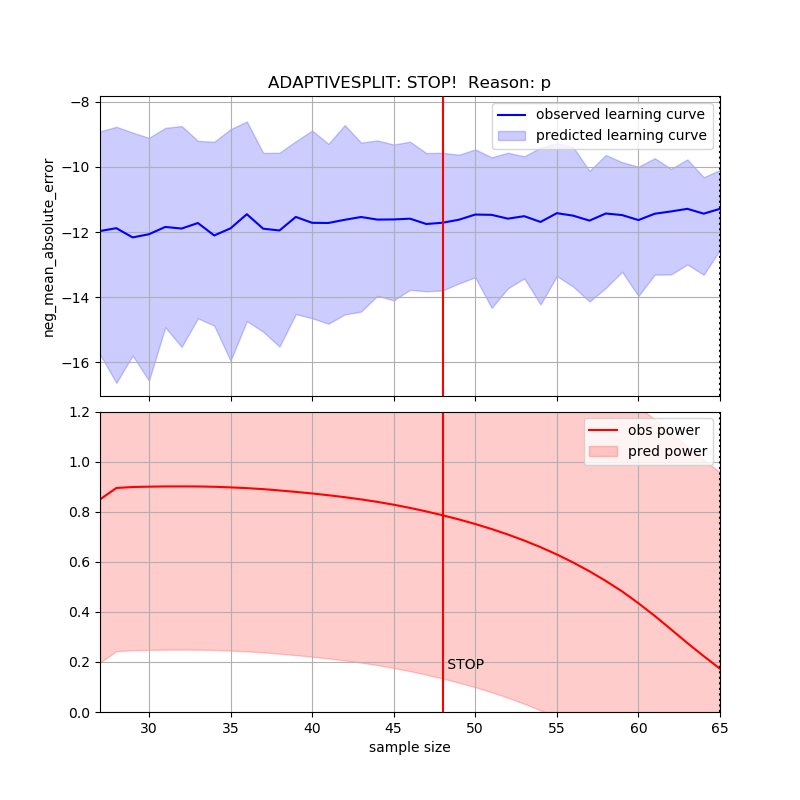 ADAPTIVESPLIT: STOP!  Reason: p
observed learning curve
predicted learning curve
neg_mean_absolute_error
−8
−10
−12
−14
−16
obs power
pred power
1.2
1.0
0.8
0.6
0.4
0.2
0.0
STOP
30 35 40 45 50 55 60 65
sample size